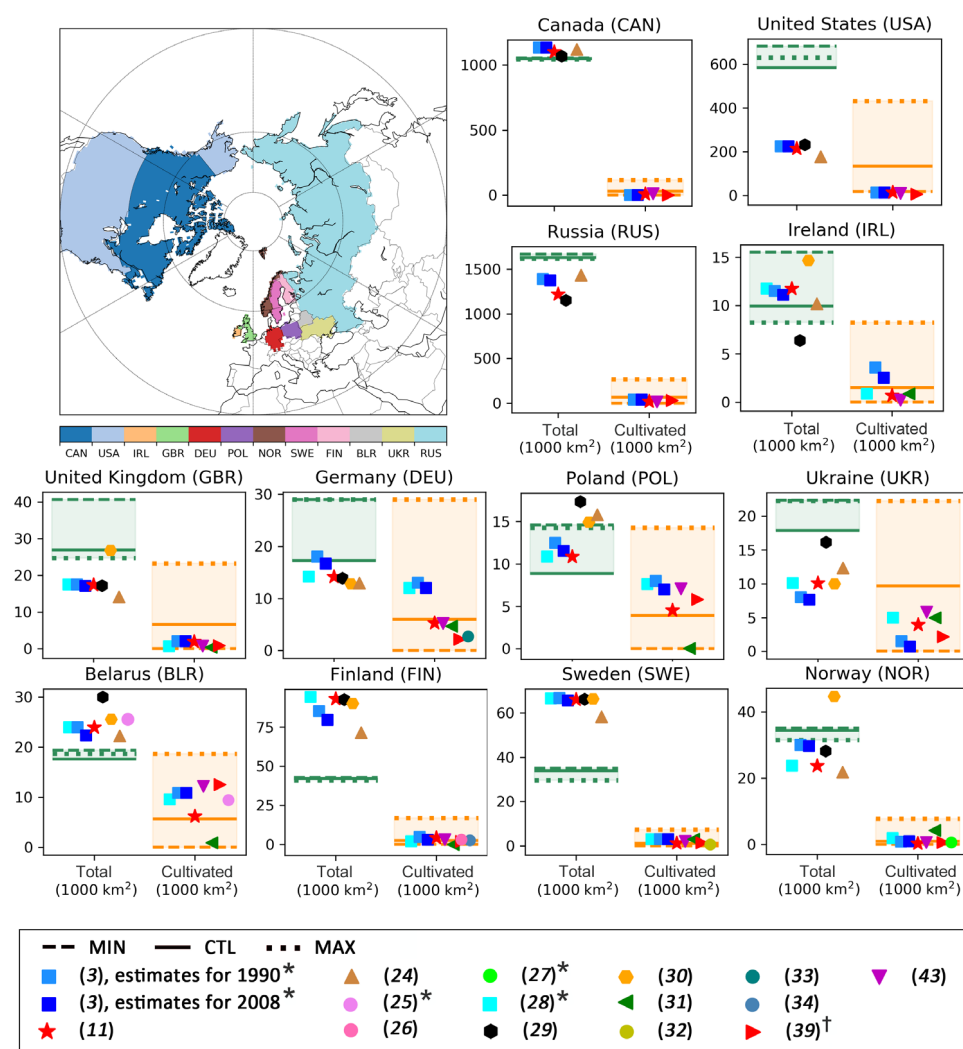 Canada (CAN)
1000
500
0
United States (USA)
600
400
200
0
Russia (RUS)
1500
1000
500
0
Total
(1000 km²)
Cultivated
(1000 km²)
Ireland (IRL)
15
10
5
0
Total
(1000 km²)
Cultivated
(1000 km²)
CAN USA IRL GBR DEU POL NOR SWE FIN BLR UKR RUS
United Kingdom (GBR)
40
30
20
10
0
Germany (DEU)
30
20
10
0
Poland (POL)
15
10
5
0
Ukraine (UKR)
20
15
10
5
0
Belarus (BLR)
30
20
10
0
Total
(1000 km²)
Cultivated
(1000 km²)
Finland (FIN)
75
50
25
0
Total
(1000 km²)
Cultivated
(1000 km²)
Sweden (SWE)
60
40
20
0
Total
(1000 km²)
Cultivated
(1000 km²)
Norway (NOR)
40
20
0
Total
(1000 km²)
Cultivated
(1000 km²)
MIN CTL MAX
(3), estimates for 1990* (24) (27)* (30) (33) (43)
(3), estimates for 2008* (25)* (28)* (31) (34)
(11) (26) (29) (32) (39)†